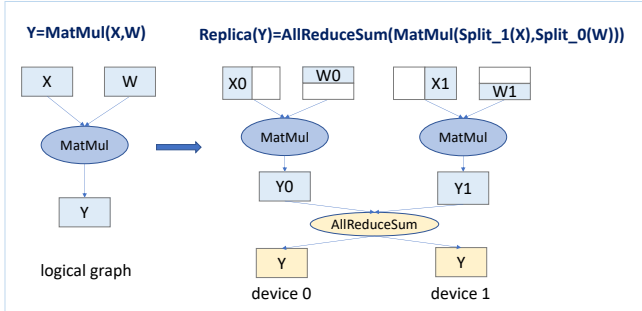 Y=MatMul(X,W)
Replica(Y)=AllReduceSum(MatMul(Split_1(X),Split_0(W)))
X
W
X0
W0
X1
W1
MatMul
MatMul
MatMul
Y
Y0
Y1
AllReduceSum
Y
Y
logical graph
device 0
device 1